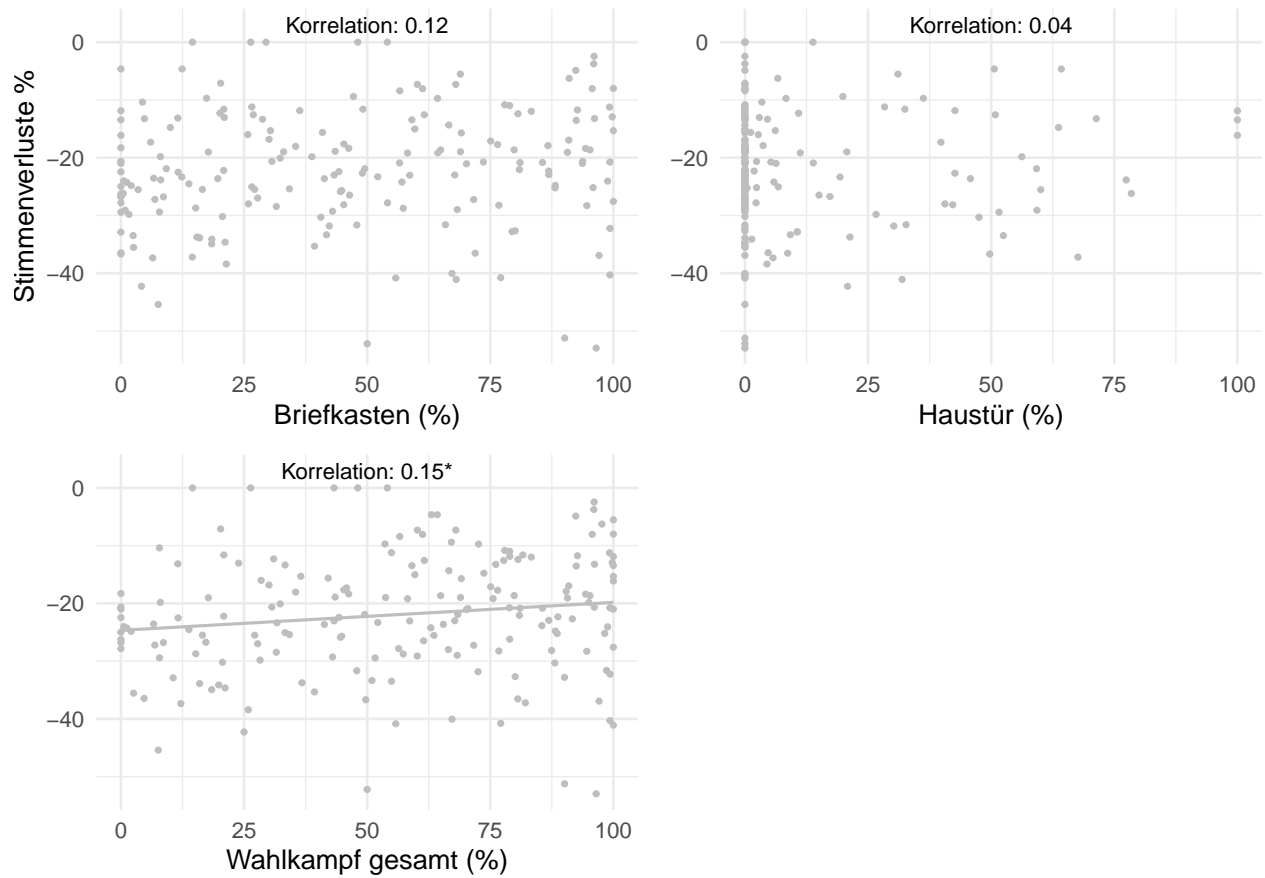 Korrelation: 0.12
Stimmenverluste %
0
−20
−40
0 25 50 75 100
Briefkasten (%)
Korrelation: 0.04
0
−20
−40
0 25 50 75 100
Haustür (%)
Korrelation: 0.15*
0
−20
−40
0 25 50 75 100
Wahlkampf gesamt (%)